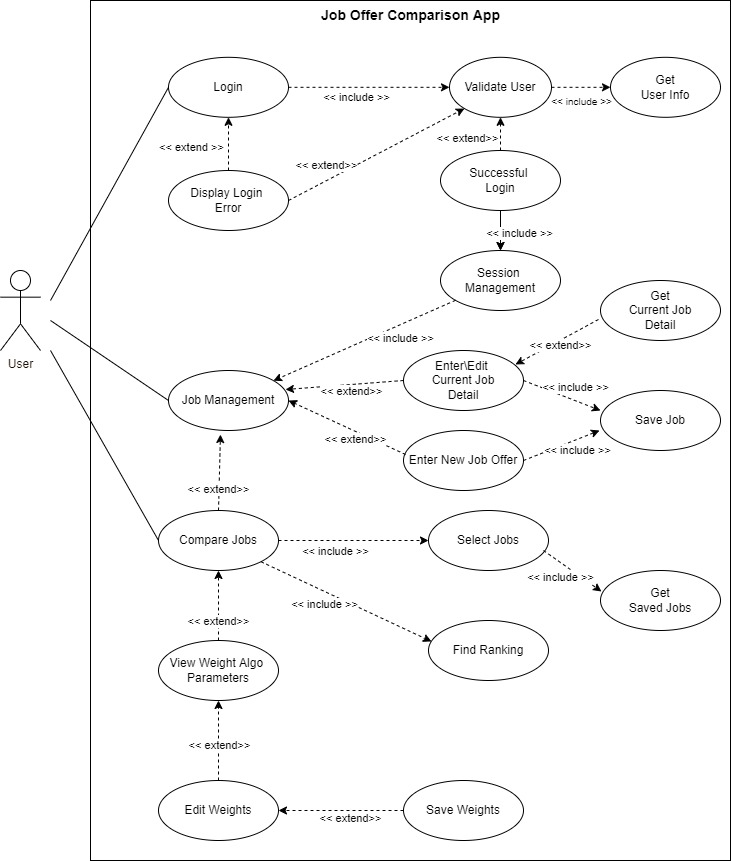 Job Offer Comparison App
Login
<< include >>
Validate User
<< include >>
Get
User Info
<< extend >>
<< extend>>
<< extend>>
Display Login
Error
Successful
Login
<< include >>
Session
Management
User
<< include >>
Get
Current Job
Detail
<< extend>>
Job Management
<< extend>>
Enter\Edit
Current Job
Detail
<< include >>
Save Job
<< extend>>
Enter New Job Offer
<< include >>
<< extend>>
Compare Jobs
<< include >>
Select Jobs
<< include >>
Get
Saved Jobs
<< include >>
<< extend>>
Find Ranking
View Weight Algo
Parameters
<< extend>>
Edit Weights
<< extend>>
Save Weights